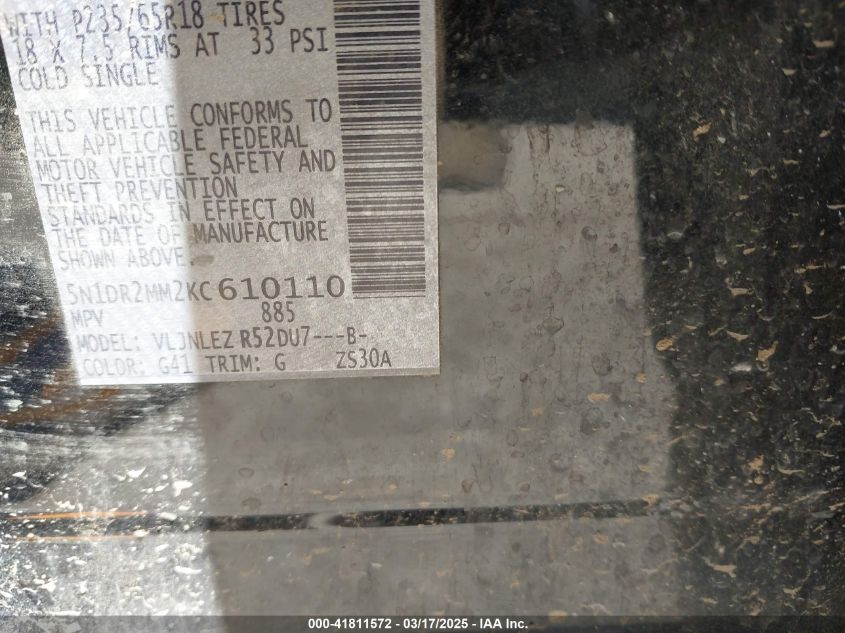 WITH P235/65R18 TIRES
18 X 7.5 RIMS AT 33 PSI
COLD SINGLE
THIS VEHICLE CONFORMS TO
ALL APPLICABLE FEDERAL
MOTOR VEHICLE SAFETY AND
THEFT PREVENTION
STANDARDS IN EFFECT ON
THE DATE OF MANUFACTURE
SHOWN ABOVE.
5N1DR2MM2KC610110
MPV 885
MODEL: VLJNLEZ R52DU7---B-
COLOR: G41 TRIM: G ZS30A
000-41811572 — 03/17/2025 - IAA Inc.